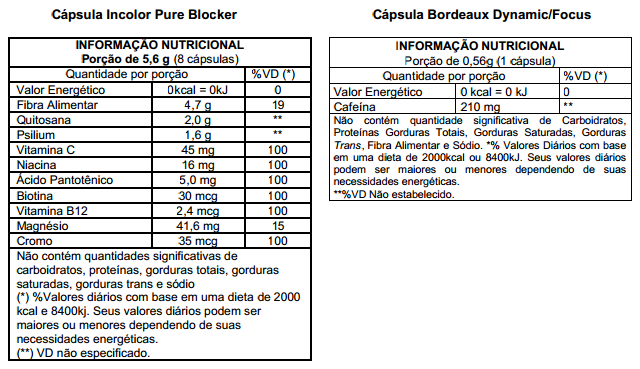 Cápsula Incolor Pure Blocker
INFORMAÇÃO NUTRICIONAL
Porção de 5,6 g (8 cápsulas)
Quantidade por porção %VD (*)
Valor Energético 0kcal = 0kJ 0
Fibra Alimentar 4,7 g 19
Quitosana 2,0 g **
Psilium 1,6 g **
Vitamina C 45 mg 100
Niacina 16 mg 100
Ácido Pantotênico 5,0 mg 100
Biotina 30 mcg 100
Vitamina B12 2,4 mcg 100
Magnésio 41,6 mg 15
Cromo 35 mcg 100
Não contém quantidades significativas de
carboidratos, proteínas, gorduras totais, gorduras
saturadas, gorduras trans e sódio
(*) %Valores diários com base em uma dieta de 2000
kcal e 8400kj. Seus valores diários podem ser
maiores ou menores dependendo de suas
necessidades energéticas.
(**) VD não especificado.
Cápsula Bordeaux Dynamic/Focus
INFORMAÇÃO NUTRICIONAL
Porção de 0,56g (1 cápsula)
Quantidade por porção %VD (*)
Valor Energético 0 kcal = 0 kJ 0
Cafeína 210 mg **
Não contém quantidade significativa de Carboidratos,
Proteínas Gorduras Totais, Gorduras Saturadas, Gorduras
Trans, Fibra Alimentar e Sódio. *% Valores Diários com base
em uma dieta de 2000kcal ou 8400kJ. Seus valores diários
podem ser maiores ou menores dependendo de suas
necessidades energéticas.
**%VD Não estabelecido.